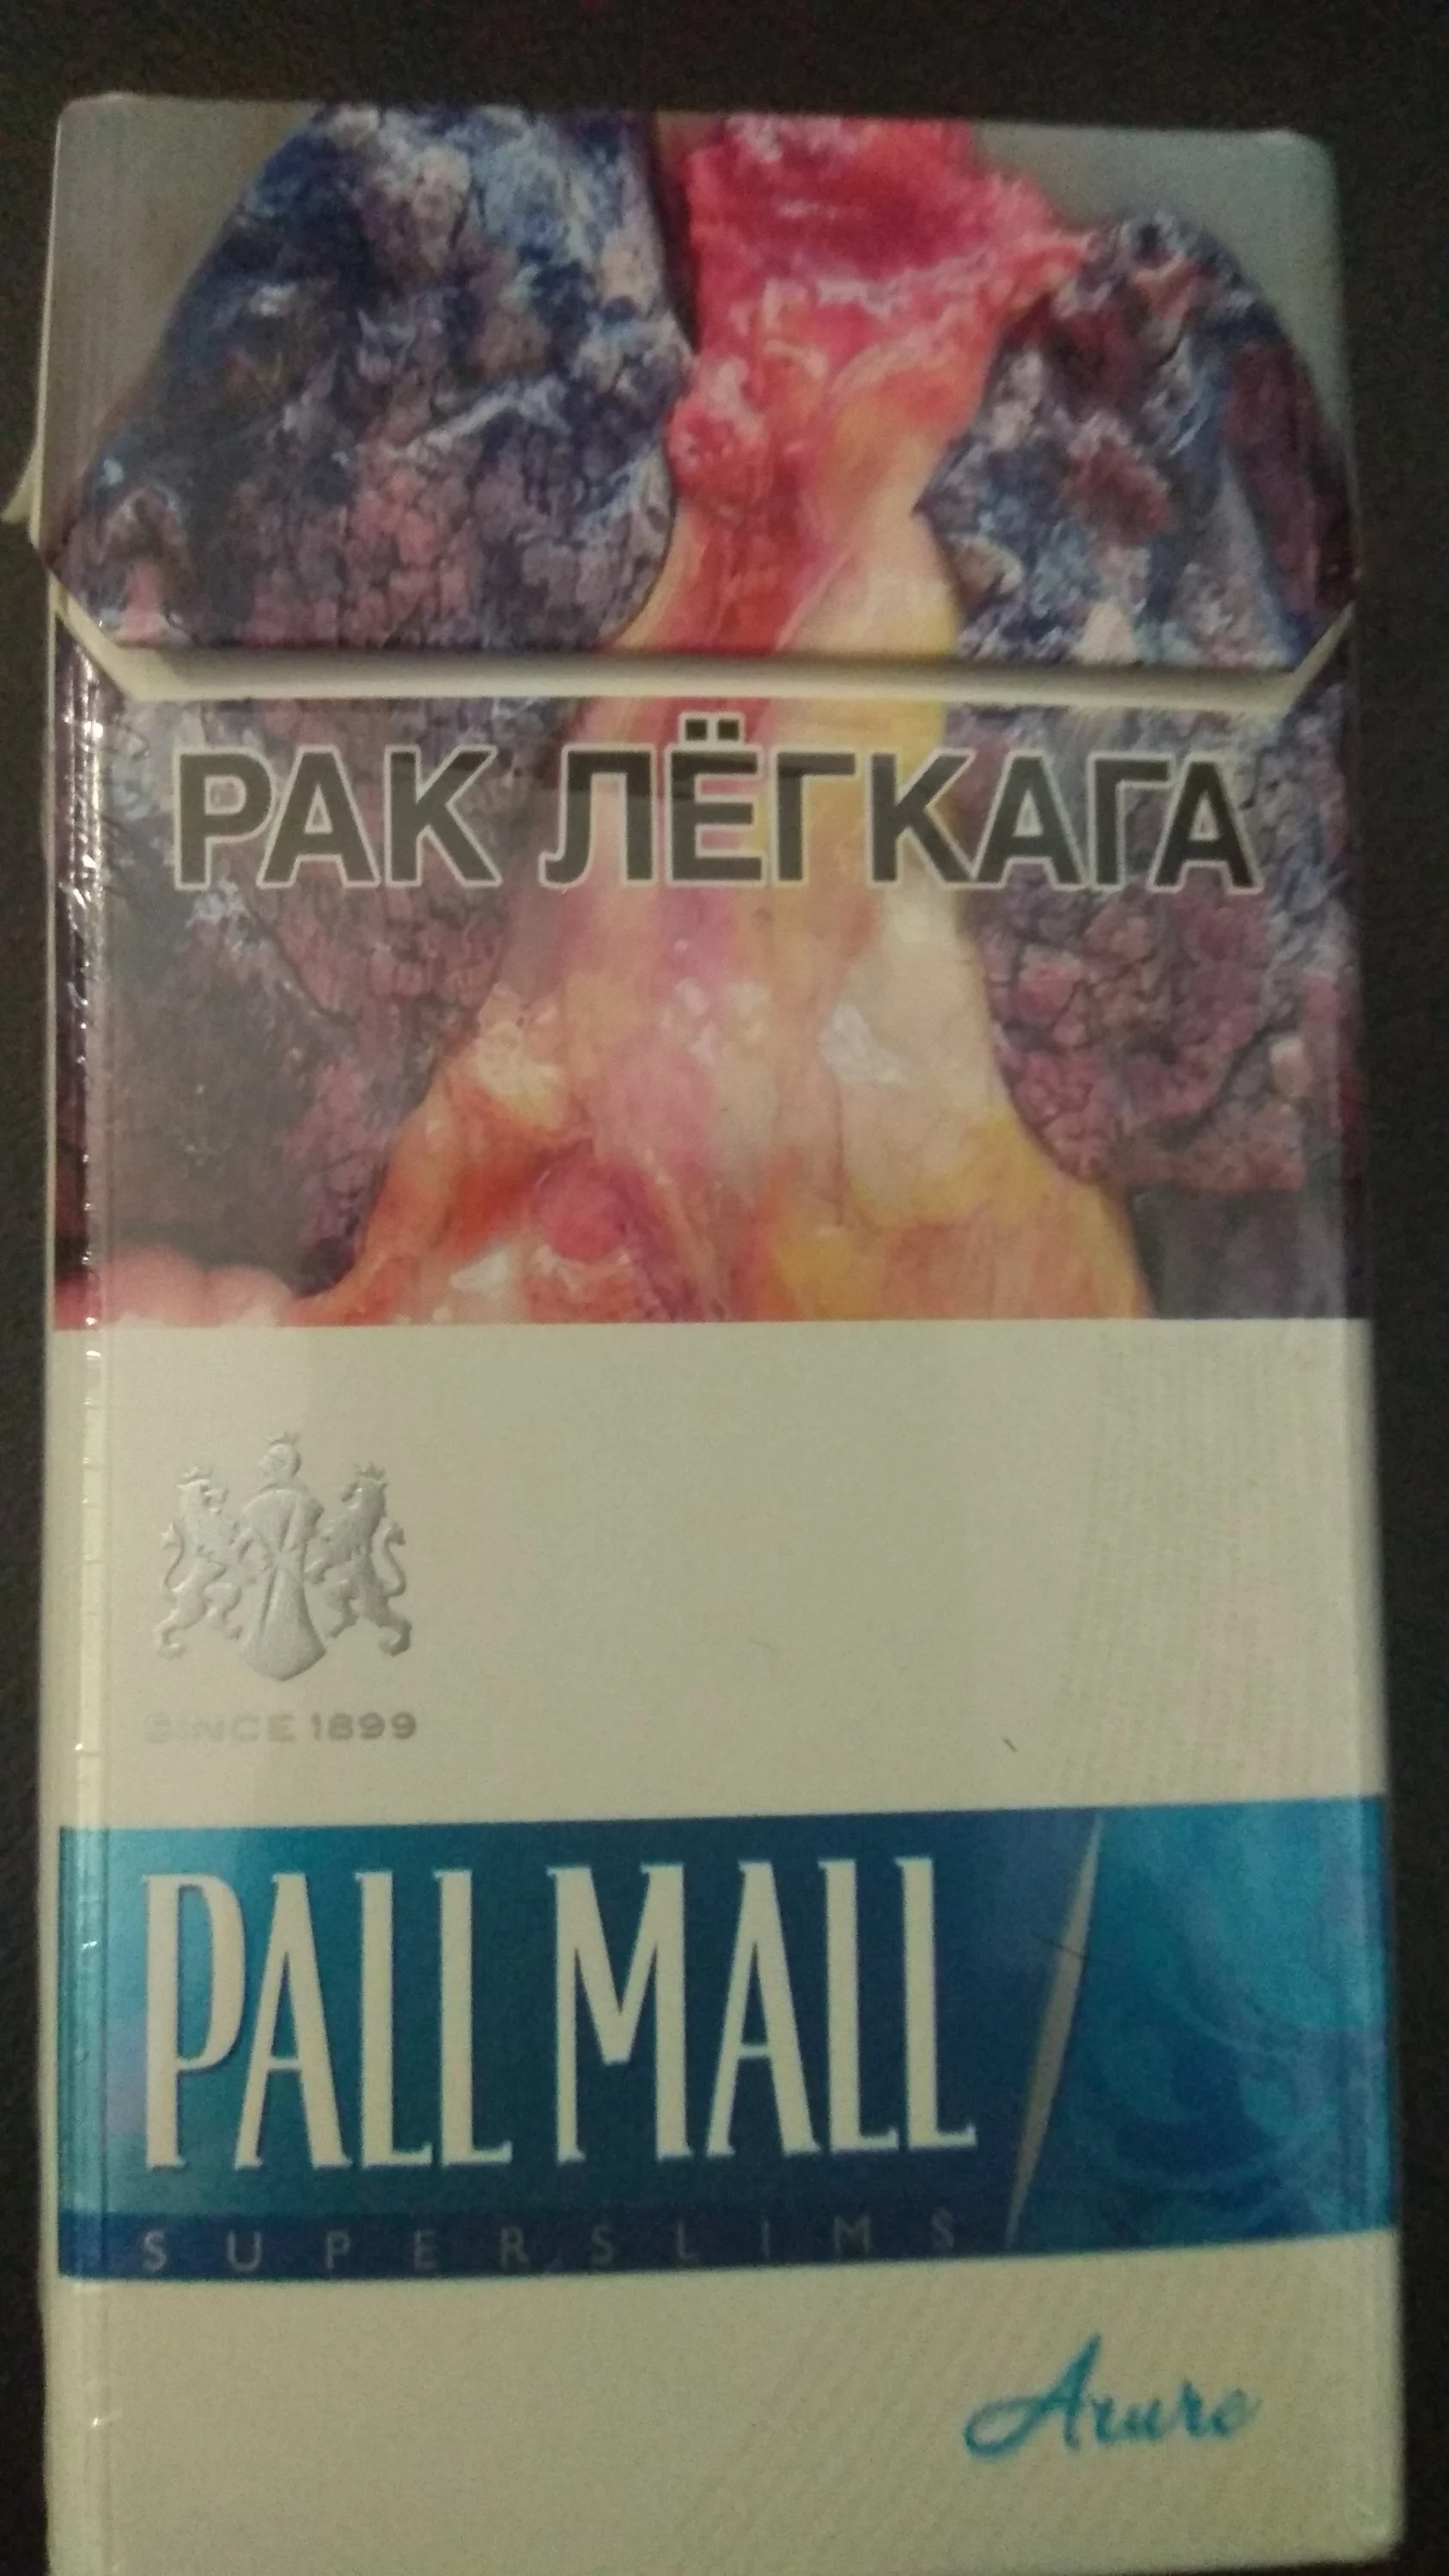 РАК ЛЁГКАГА
SINCE 1899
PALL MALL
SUPERSLIMS
Azure